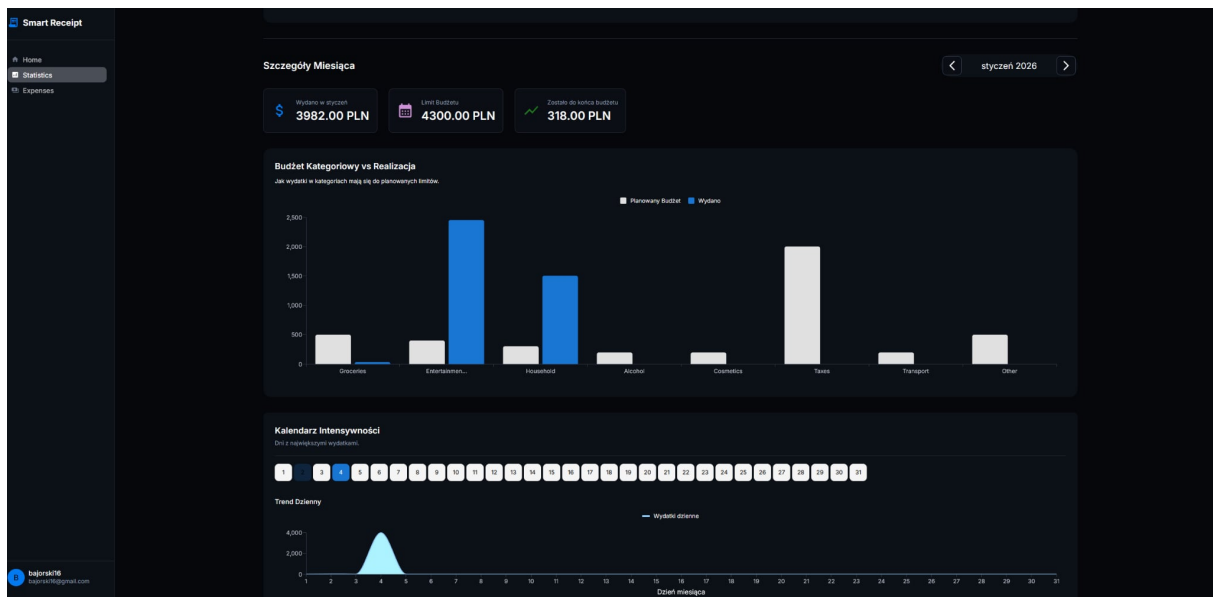 Smart Receipt
Home
Statistics
Expenses
Szczegóły Miesiąca
styczeń 2026
Wydano w styczeń
3982.00 PLN
Limit Budżetu
4300.00 PLN
Zostało do końca budżetu
318.00 PLN
Budżet Kategoriowy vs Realizacja
Jak wydatki w kategoriach mają się do planowanych limitów.
Planowany Budżet Wydano
2,500
2,000
1,500
1,000
500
0
Groceries Entertainmen... Household Alcohol Cosmetics Taxes Transport Other
Kalendarz Intensywności
Dni z największymi wydatkami.
1 3 4 5 6 7 8 9 10 11 12 13 14 15 16 17 18 19 20 21 22 23 24 25 26 27 28 29 30 31
Trend Dzienny
Wydatki dzienne
4,000
2,000
0
1 2 3 4 5 6 7 8 9 10 11 12 13 14 15 16 17 18 19 20 21 22 23 24 25 26 27 28 29 30 31
Dzień miesiąca
B
bajorski16
bajorski16@gmail.com